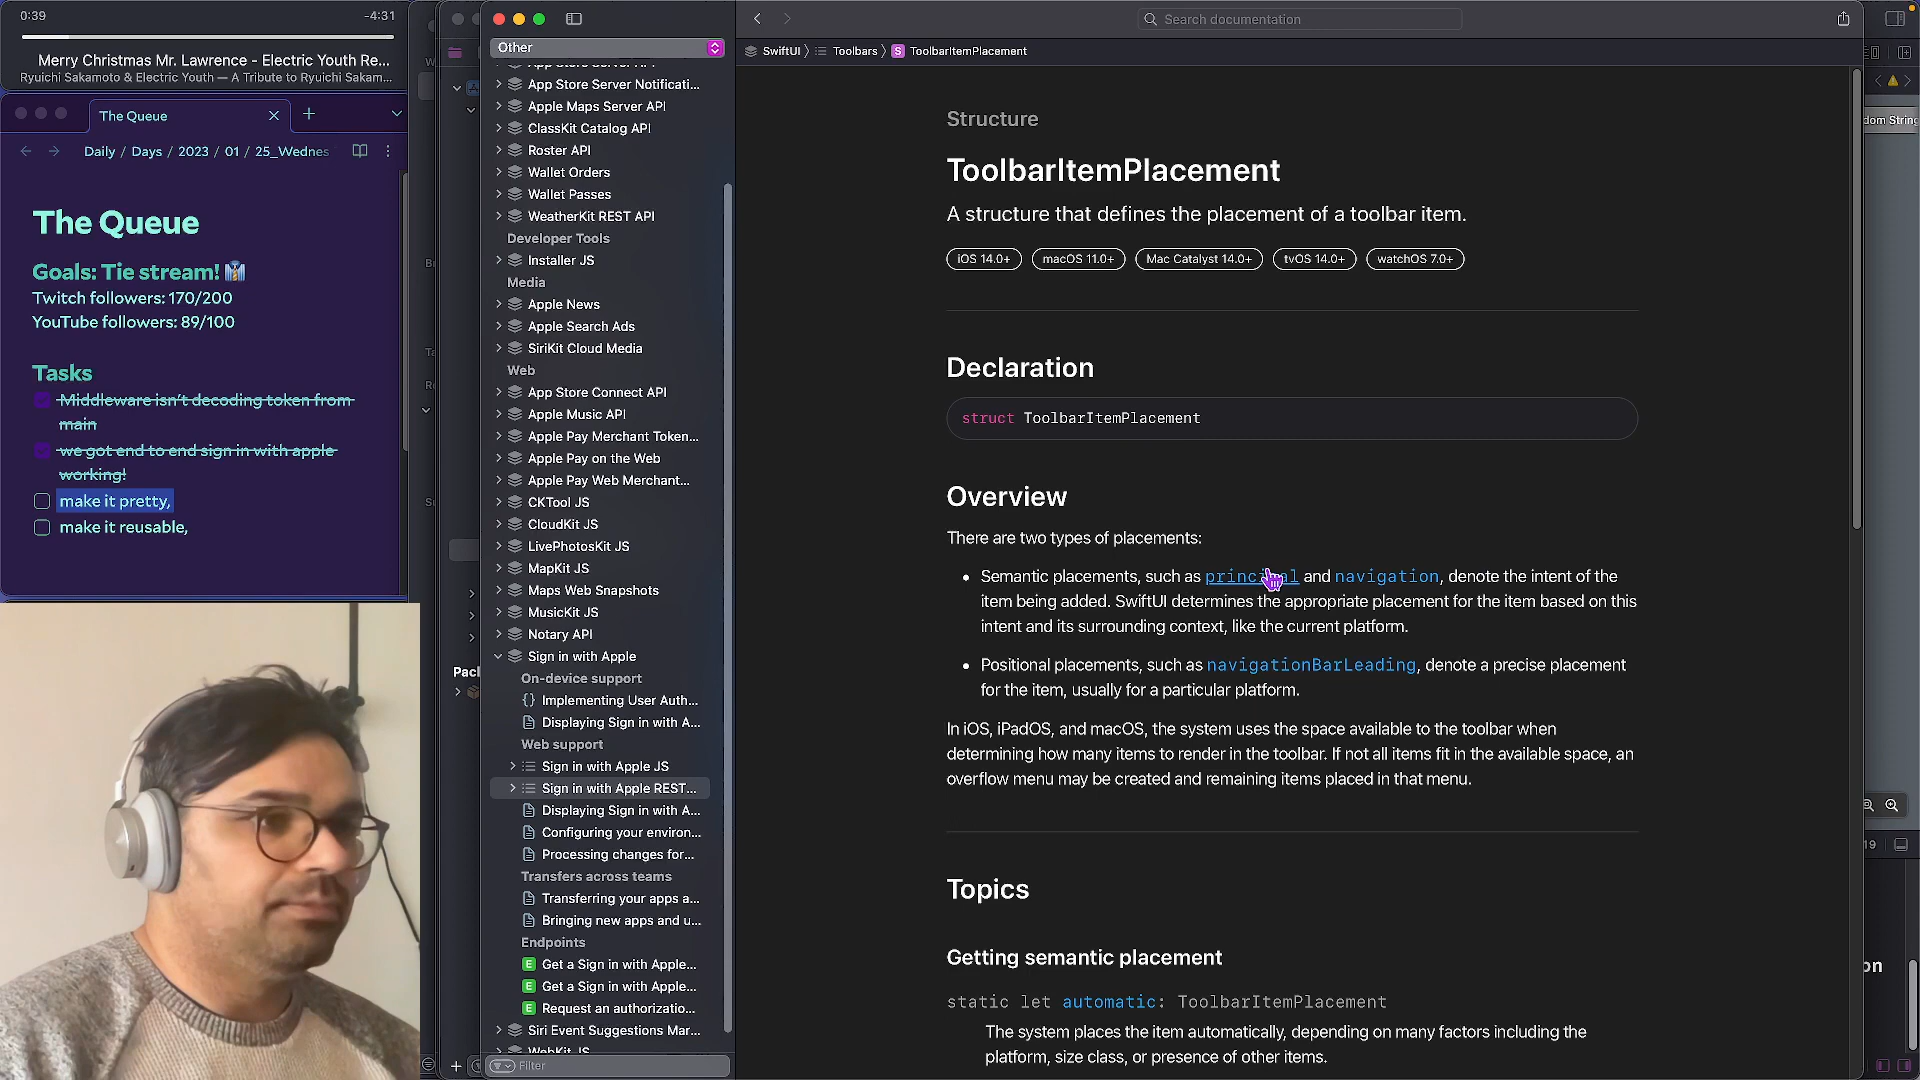 0:39
-4:31
Merry Christmas Mr. Lawrence - Electric Youth Re...
Ryuichi Sakamoto & Electric Youth — A Tribute to Ryuichi Sakam...
The Queue
Daily / Days / 2023 / 01 / 25_Wednes
The Queue
Goals: Tie stream! 👔
Twitch followers: 170/200
YouTube followers: 89/100
Tasks
Middleware isn't decoding token from
main
we got end to end sign in with apple
working!
make it pretty,
make it reusable,
Other
App Store Server Notificati...
Apple Maps Server API
ClassKit Catalog API
Roster API
Wallet Orders
Wallet Passes
WeatherKit REST API
Developer Tools
Installer JS
Media
Apple News
Apple Search Ads
SiriKit Cloud Media
Web
App Store Connect API
Apple Music API
Apple Pay Merchant Token...
Apple Pay on the Web
Apple Pay Web Merchant...
CKTool JS
CloudKit JS
LivePhotosKit JS
MapKit JS
Maps Web Snapshots
MusicKit JS
Notary API
Sign in with Apple
On-device support
Implementing User Auth...
Displaying Sign in with A...
Web support
Sign in with Apple JS
Sign in with Apple REST...
Displaying Sign in with A...
Configuring your environ...
Processing changes for...
Transfers across teams
Transferring your apps a...
Bringing new apps and u...
Endpoints
E Get a Sign in with Apple...
E Get a Sign in with Apple...
E Request an authorizatio...
Siri Event Suggestions Mar...
WebKit JS
Filter
Pacl
Search documentation
SwiftUI
Toolbars
S ToolbarItemPlacement
Structure
ToolbarItemPlacement
A structure that defines the placement of a toolbar item.
iOS 14.0+
macOS 11.0+
Mac Catalyst 14.0+
tvOS 14.0+
watchOS 7.0+
Declaration
struct ToolbarItemPlacement
Overview
There are two types of placements:
• Semantic placements, such as principal and navigation, denote the intent of the
item being added. SwiftUI determines the appropriate placement for the item based on this
intent and its surrounding context, like the current platform.
• Positional placements, such as navigationBarLeading, denote a precise placement
for the item, usually for a particular platform.
In iOS, iPadOS, and macOS, the system uses the space available to the toolbar when
determining how many items to render in the toolbar. If not all items fit in the available space, an
overflow menu may be created and remaining items placed in that menu.
Topics
Getting semantic placement
static let automatic: ToolbarItemPlacement
The system places the item automatically, depending on many factors including the
platform, size class, or presence of other items.
dom String
19
on